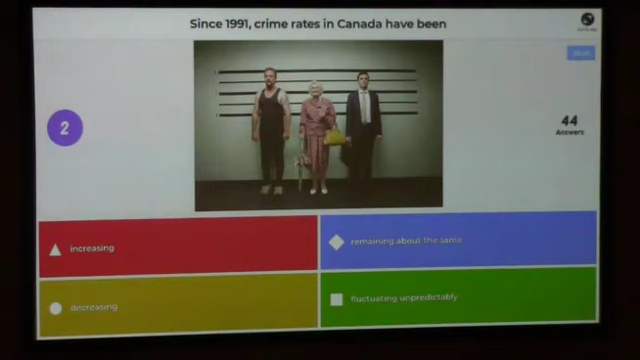 Since 1991, crime rates in Canada have been
2
44
Answers
increasing
remaining about the same
decreasing
fluctuating unpredictably